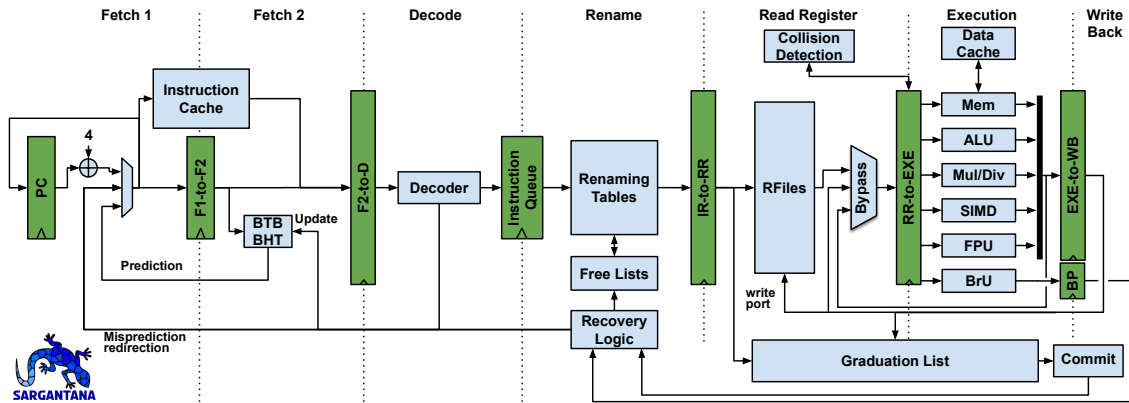 Fetch 1
Fetch 2
Decode
Rename
Read Register
Execution
Write
Back
Collision
Detection
Data
Cache
Instruction
Cache
4
PC
F1-to-F2
F2-to-D
Decoder
Instruction
Queue
Renaming
Tables
IR-to-RR
RFiles
Bypass
RR-to-EXE
Mem
ALU
Mul/Div
SIMD
FPU
BrU
EXE-to-WB
BP
BTB
BHT
Update
Prediction
Free Lists
write
port
Misprediction
redirection
Recovery
Logic
Graduation List
Commit
SARGANTANA